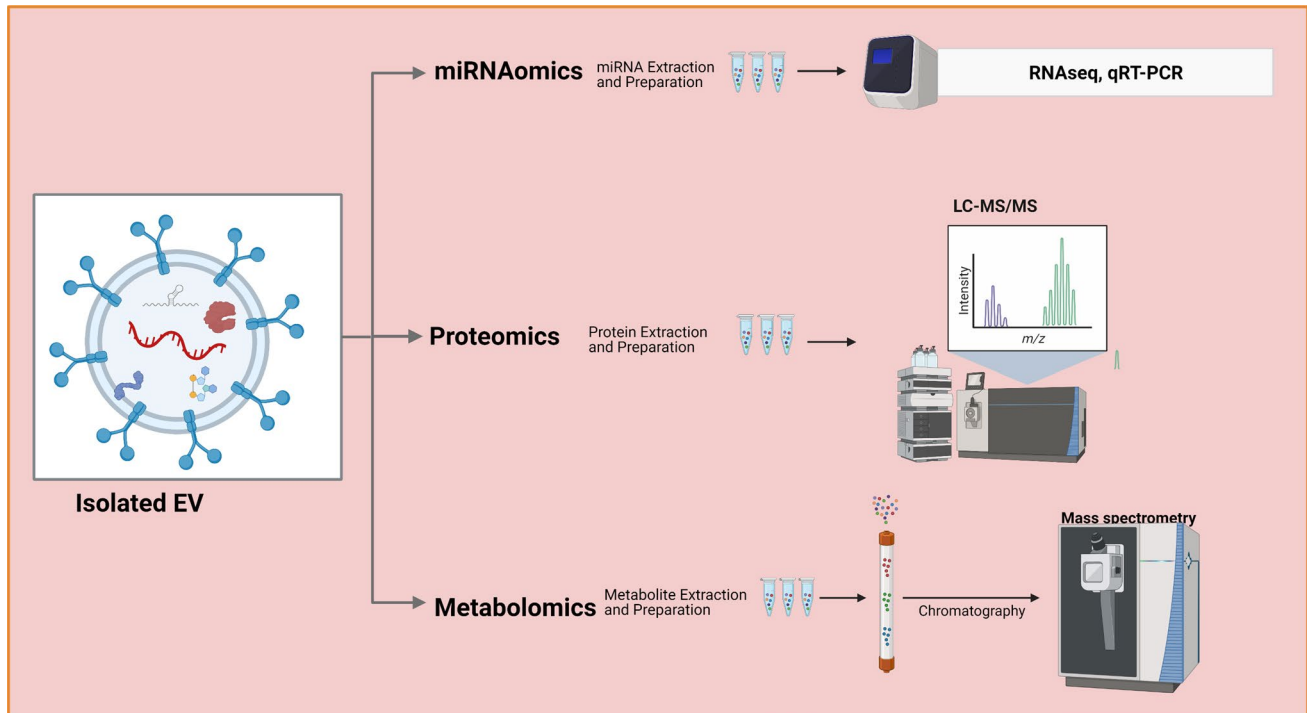 miRNAomics
miRNA Extraction
and Preparation
RNAseq, qRT-PCR
Isolated EV
Proteomics
Protein Extraction
and Preparation
LC-MS/MS
Intensity
m/z
Metabolomics
Metabolite Extraction
and Preparation
Chromatography
Mass spectrometry